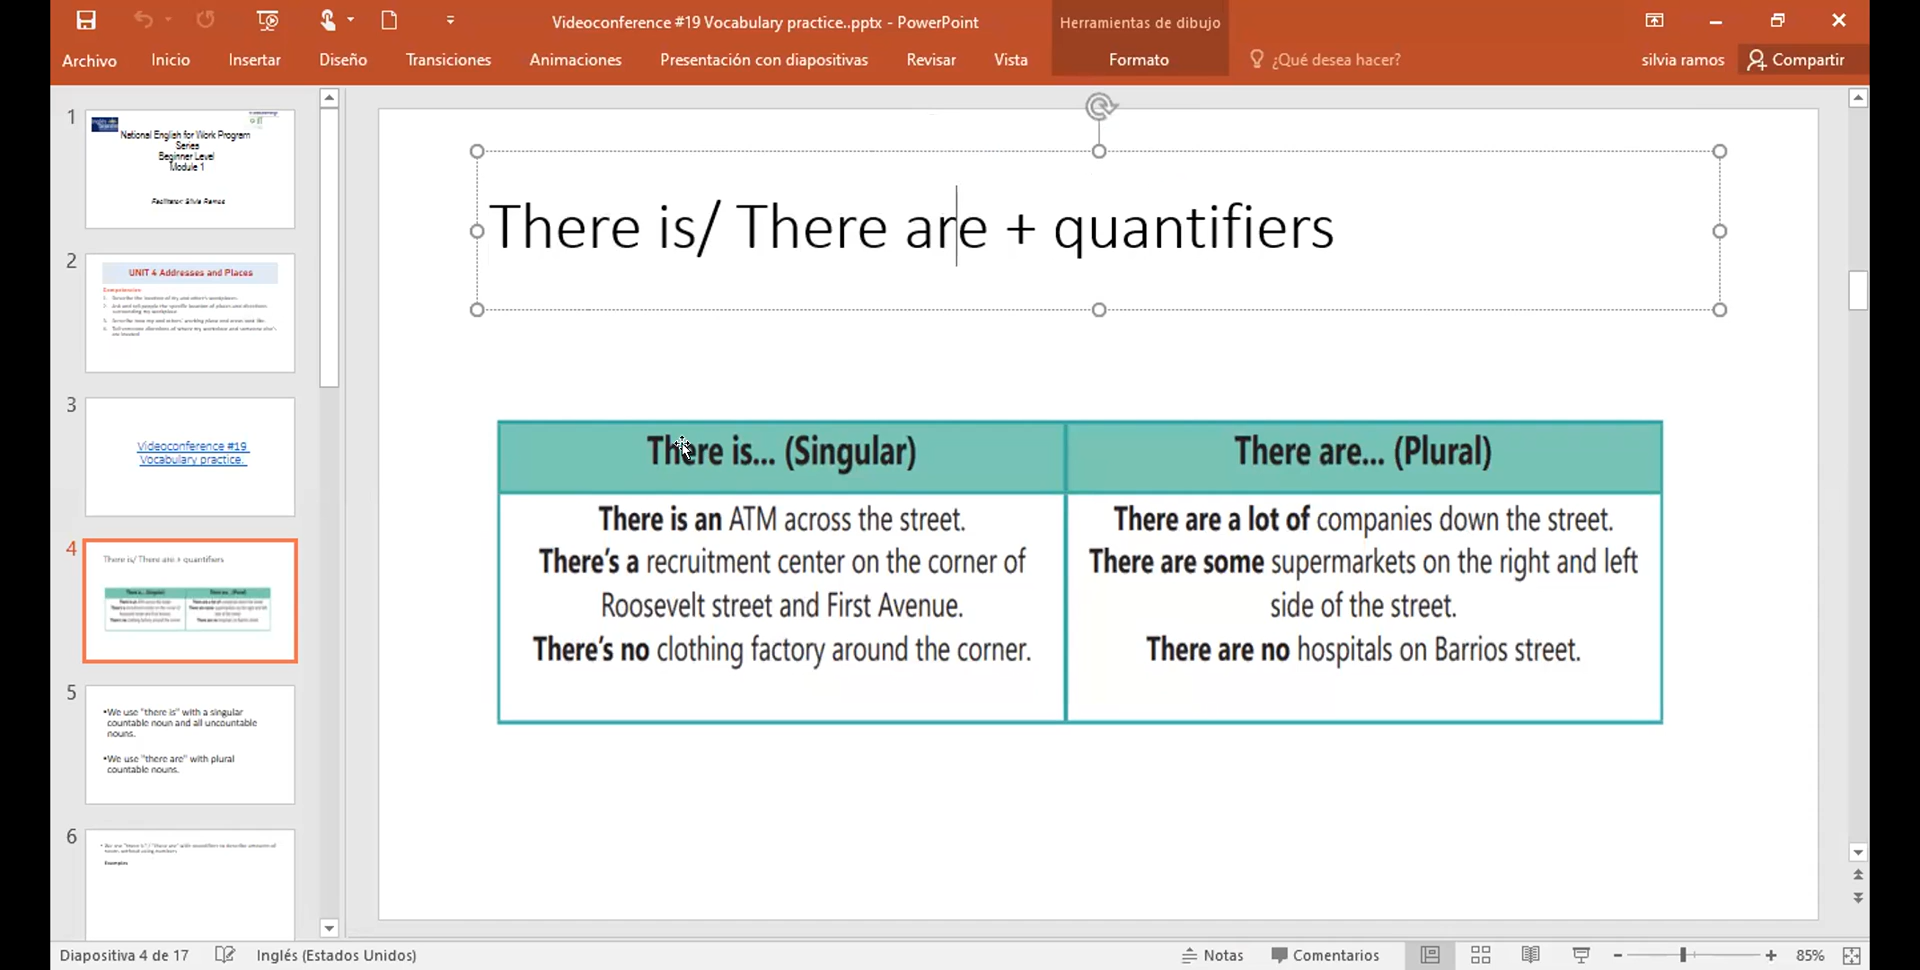 Videoconference #19 Vocabulary practice..pptx - PowerPoint
Herramientas de dibujo
Archivo
Inicio
Insertar
Diseño
Transiciones
Animaciones
Presentación con diapositivas
Revisar
Vista
Formato
¿Qué desea hacer?
silvia ramos
Compartir
1
National English for Work Program
Series
Beginner Level
Module 1
Facilitator: Silvia Ramos
2
UNIT 4 Addresses and Places
3
Videoconference #19
Vocabulary practice.
4
There is/ There are + quantifiers
5
•We use "there is" with a singular
countable noun and all uncountable
nouns.
•We use "there are" with plural
countable nouns.
6
Examples
There is/ There are + quantifiers
There is... (Singular)
There are... (Plural)
There is an ATM across the street.
There's a recruitment center on the corner of
Roosevelt street and First Avenue.
There's no clothing factory around the corner.
There are a lot of companies down the street.
There are some supermarkets on the right and left
side of the street.
There are no hospitals on Barrios street.
Diapositiva 4 de 17
Inglés (Estados Unidos)
Notas
Comentarios
85%